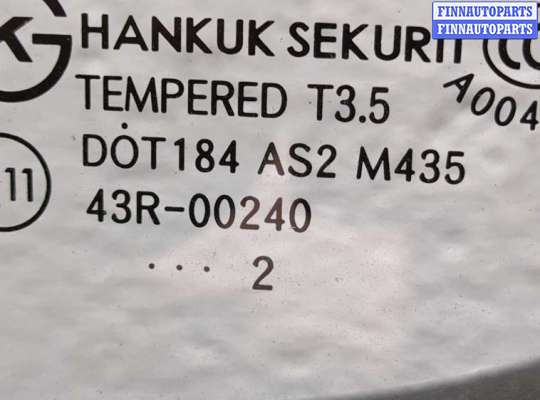 FINNAUTOPARTS
FINNAUTOPARTS
HANKUK SEKURIT
TEMPERED T3.5
A004
DOT184 AS2 M435
11
43R-00240
... 2